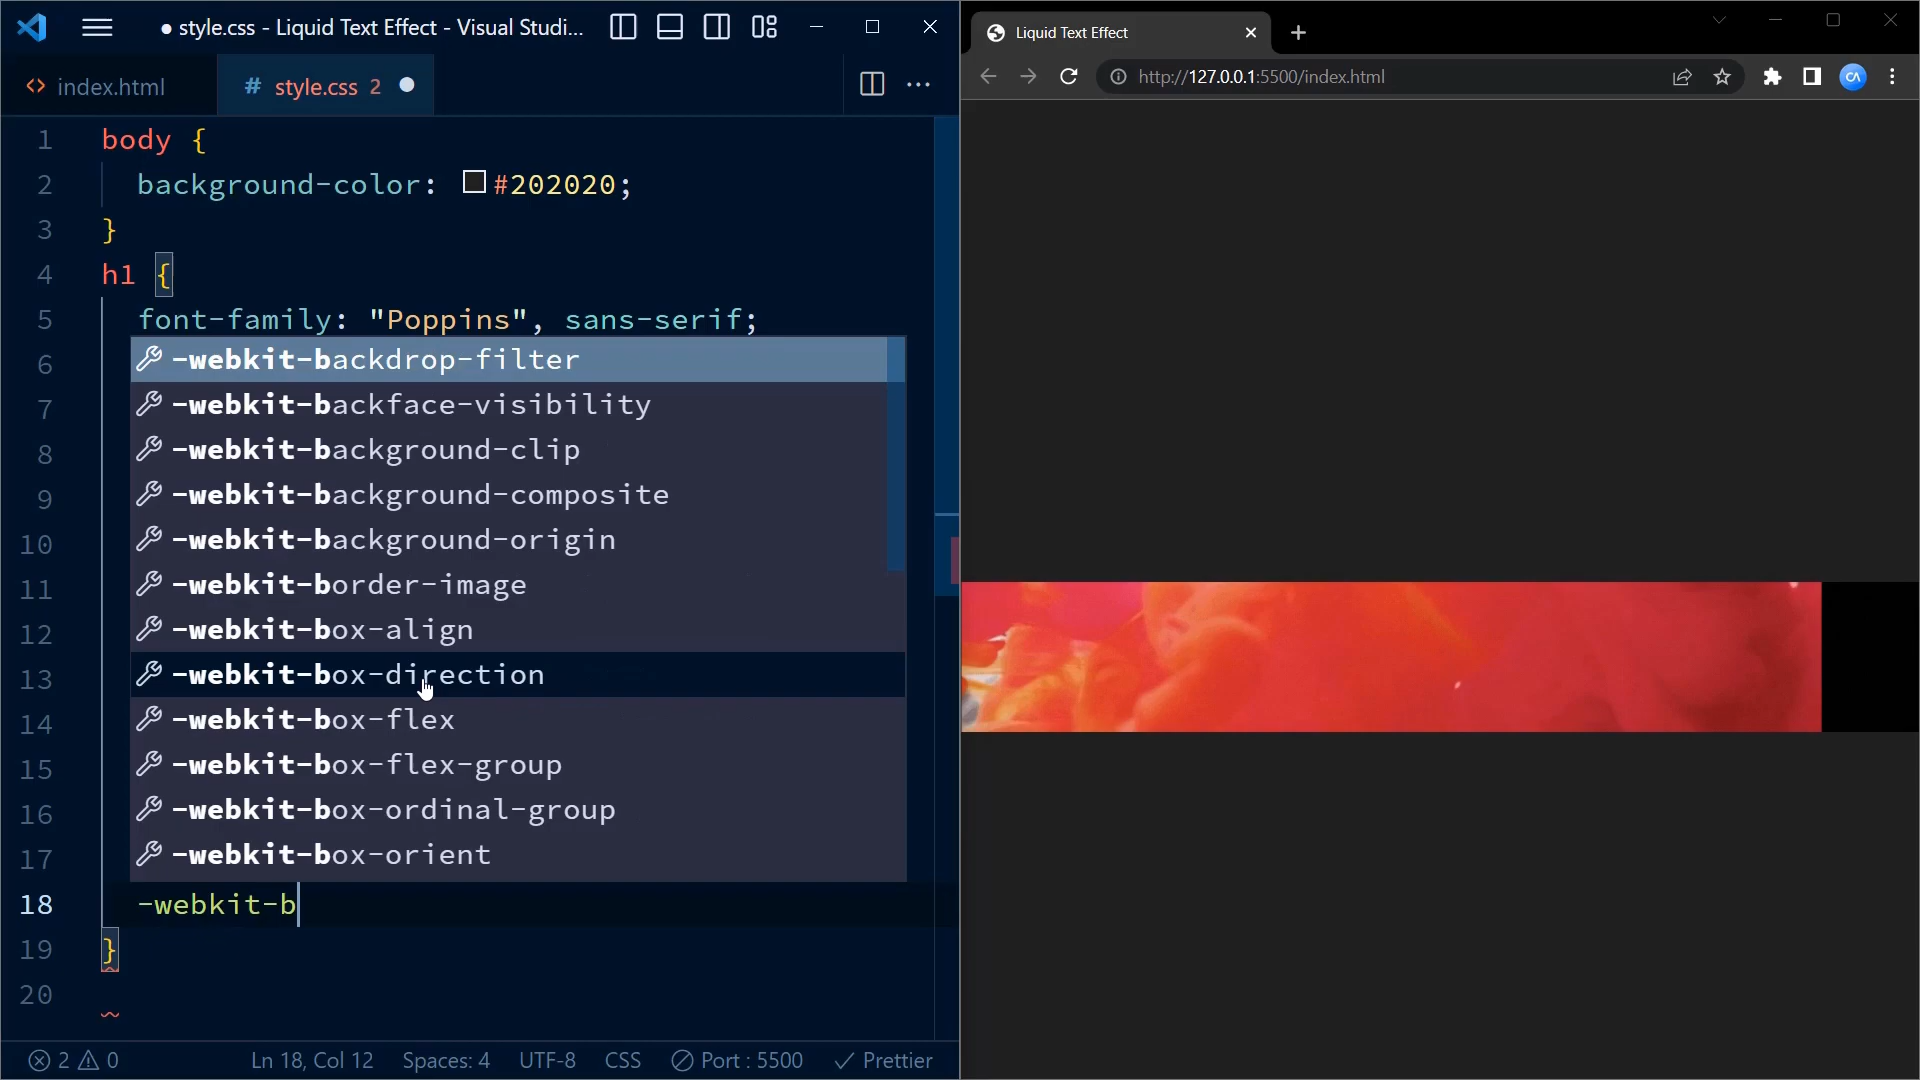 ● style.css - Liquid Text Effect - Visual Studi...
index.html
# style.css 2 ●
1 body {
2 background-color: #202020;
3 }
4 h1 {
5 font-family: "Poppins", sans-serif;
6
7
8
9
10
11
12
13
14
15
16
17
-webkit-backdrop-filter
-webkit-backface-visibility
-webkit-background-clip
-webkit-background-composite
-webkit-background-origin
-webkit-border-image
-webkit-box-align
-webkit-box-direction
-webkit-box-flex
-webkit-box-flex-group
-webkit-box-ordinal-group
-webkit-box-orient
18 -webkit-b
19 }
20
2 0 Ln 18, Col 12 Spaces: 4 UTF-8 CSS Port : 5500 Prettier
Liquid Text Effect
http://127.0.0.1:5500/index.html
CA